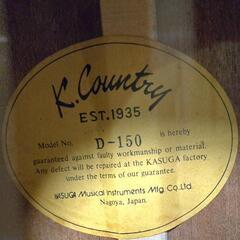 K. Country
EST. 1935
Model No. D-150 is hereby
guaranteed against faulty workmanship or material.
Any defect will be repaired at the KASUGA factory
under the terms of our guarantee.
KASUGA Musical Instruments Mfg. Co. Ltd.
Nagoya, Japan.